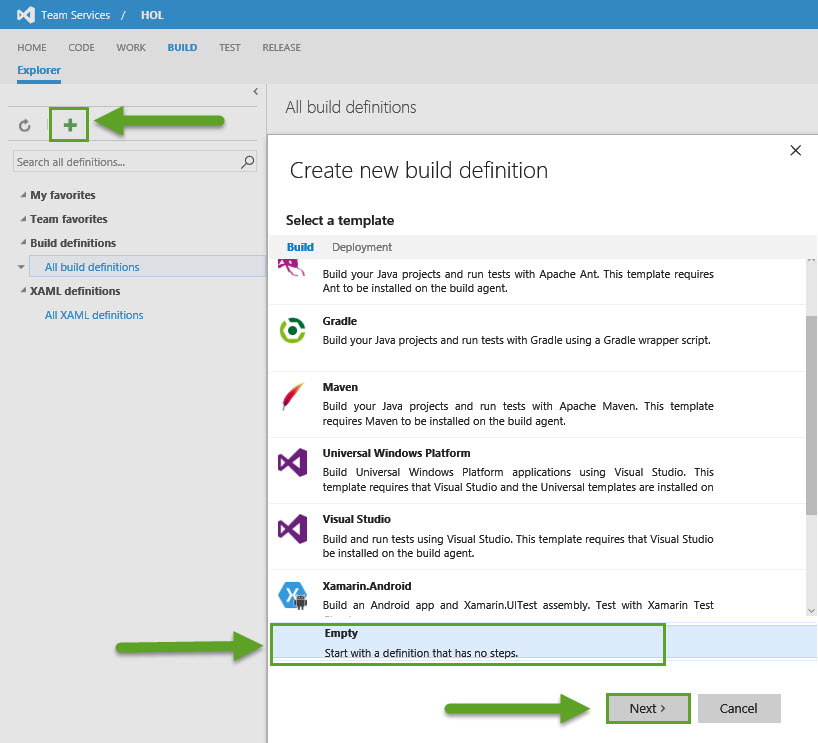 Team Services / HOL
HOME CODE WORK BUILD TEST RELEASE
Explorer
Search all definitions...
My favorites
Team favorites
Build definitions
All build definitions
XAML definitions
All XAML definitions
All build definitions
Create new build definition
Select a template
Build Deployment
Build your Java projects and run tests with Apache Ant. This template requires
Ant to be installed on the build agent.
Gradle
Build your Java projects and run tests with Gradle using a Gradle wrapper script.
Maven
Build your Java projects and run tests with Apache Maven. This template
requires Maven to be installed on the build agent.
Universal Windows Platform
Build Universal Windows Platform applications using Visual Studio. This
template requires that Visual Studio and the Universal templates are installed on
Visual Studio
Build and run tests using Visual Studio. This template requires that Visual Studio
be installed on the build agent.
Xamarin.Android
Build an Android app and Xamarin.UITest assembly. Test with Xamarin Test
Empty
Start with a definition that has no steps.
Next >
Cancel